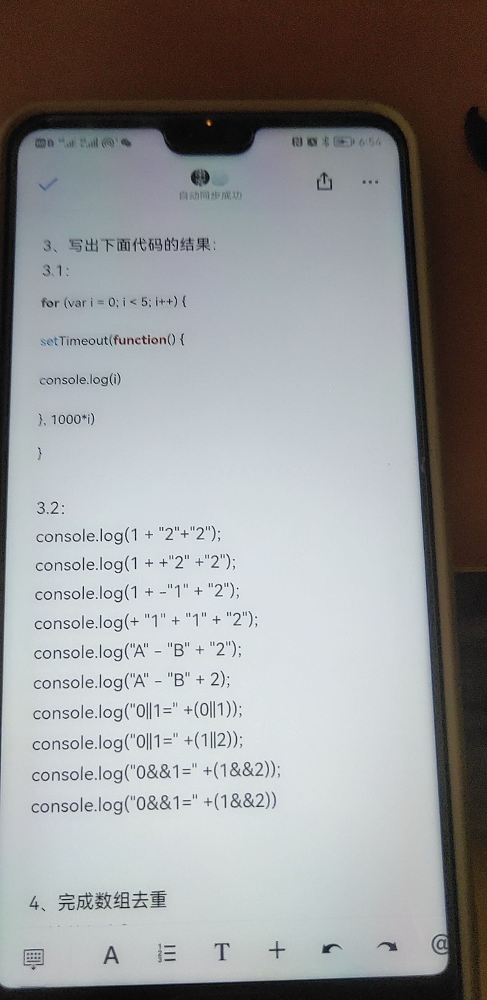 6:54
自动同步成功
3、写出下面代码的结果:
3.1:
for (var i = 0; i < 5; i++) {
setTimeout(function() {
console.log(i)
}, 1000*i)
}
3.2:
console.log(1 + "2"+"2");
console.log(1 + +"2" +"2");
console.log(1 + -"1" + "2");
console.log(+ "1" + "1" + "2");
console.log("A" - "B" + "2");
console.log("A" - "B" + 2);
console.log("0||1=" +(0||1));
console.log("0||1=" +(1||2));
console.log("0&&1=" +(1&&2));
console.log("0&&1=" +(1&&2))
4、完成数组去重
A T + @